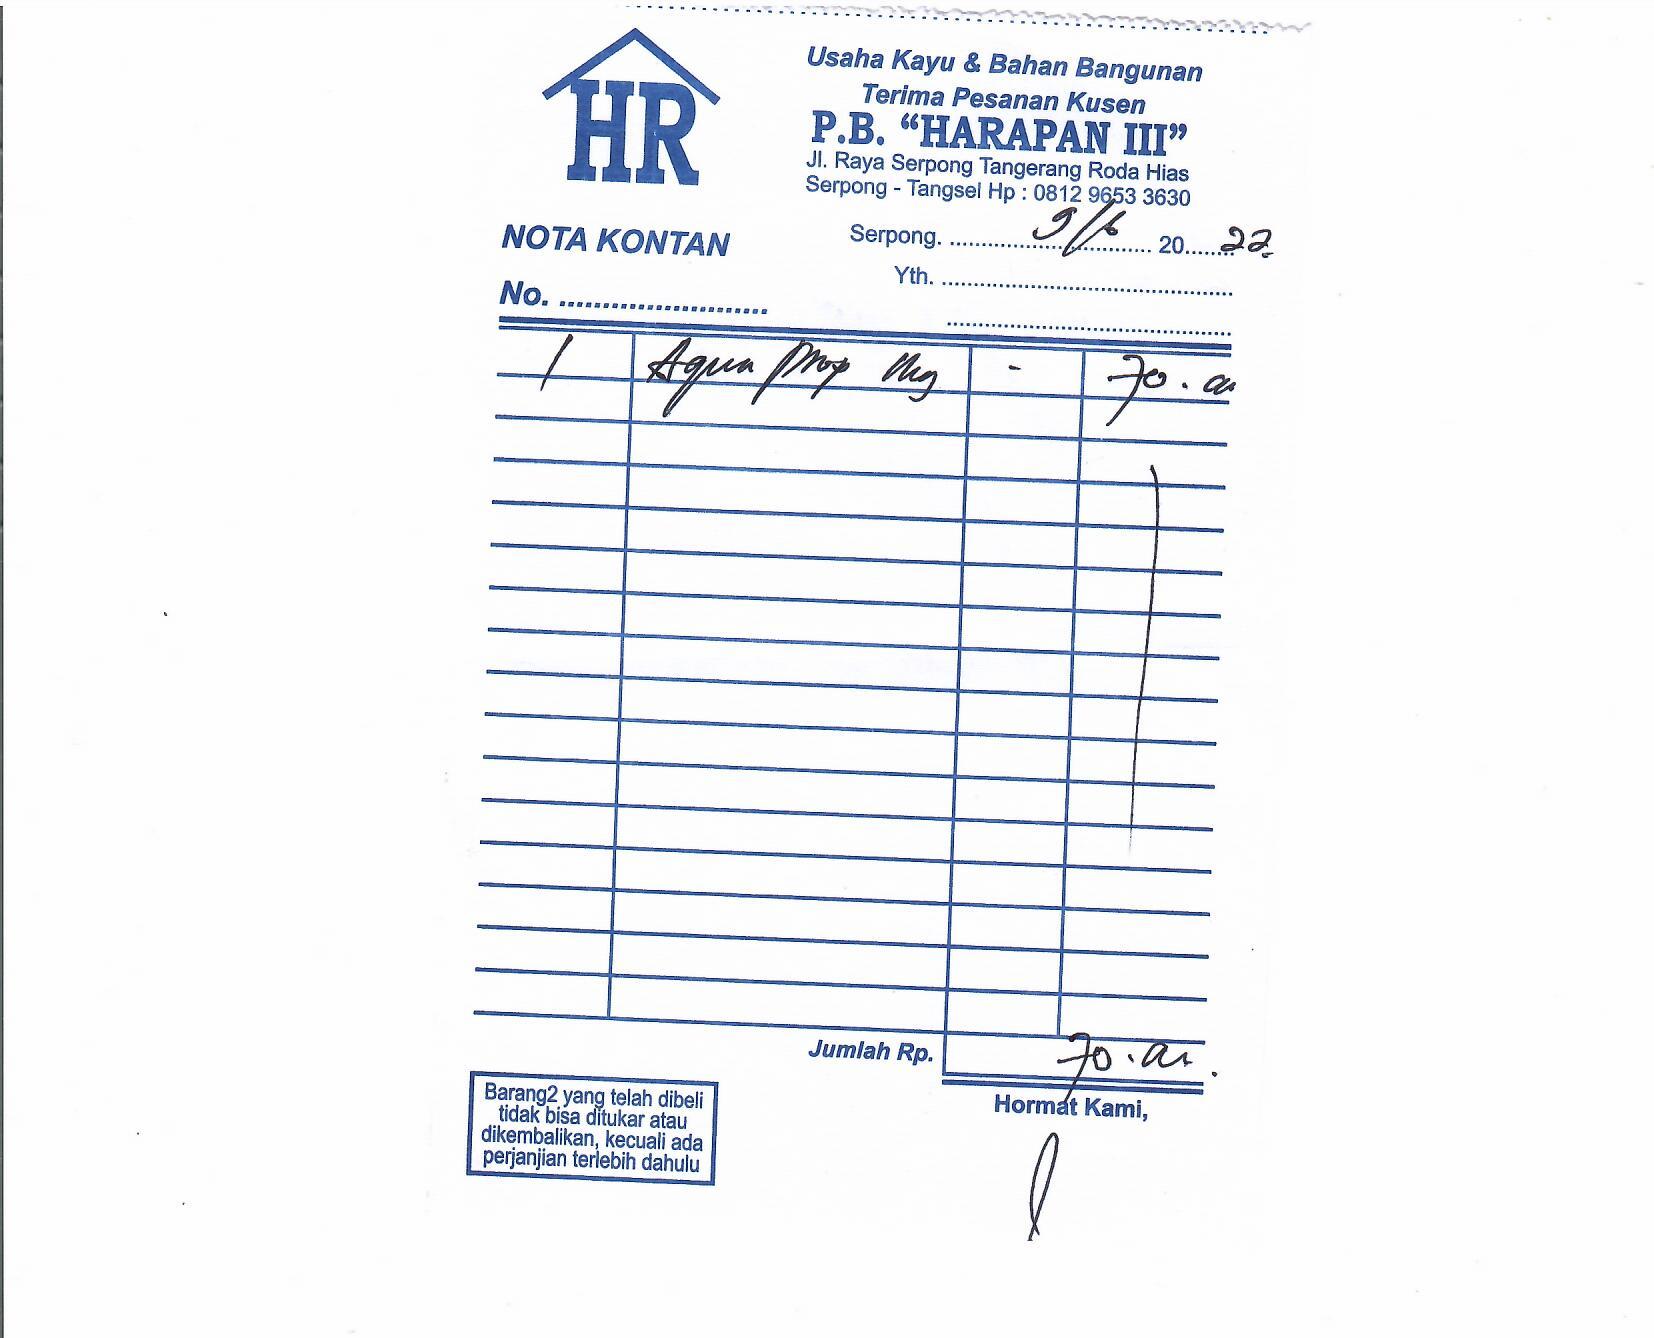 HR
Usaha Kayu & Bahan Bangunan
Terima Pesanan Kusen
P.B. “HARAPAN III”
Jl. Raya Serpong Tangerang Roda Hias
Serpong - Tangsel Hp : 0812 9653 3630
NOTA KONTAN
Serpong. 9/6 20 22.
Yth.
No.
1 Aqua Prop 1kg - 70.
Jumlah Rp. 70.
Hormat Kami,
Barang2 yang telah dibeli
tidak bisa ditukar atau
dikembalikan, kecuali ada
perjanjian terlebih dahulu